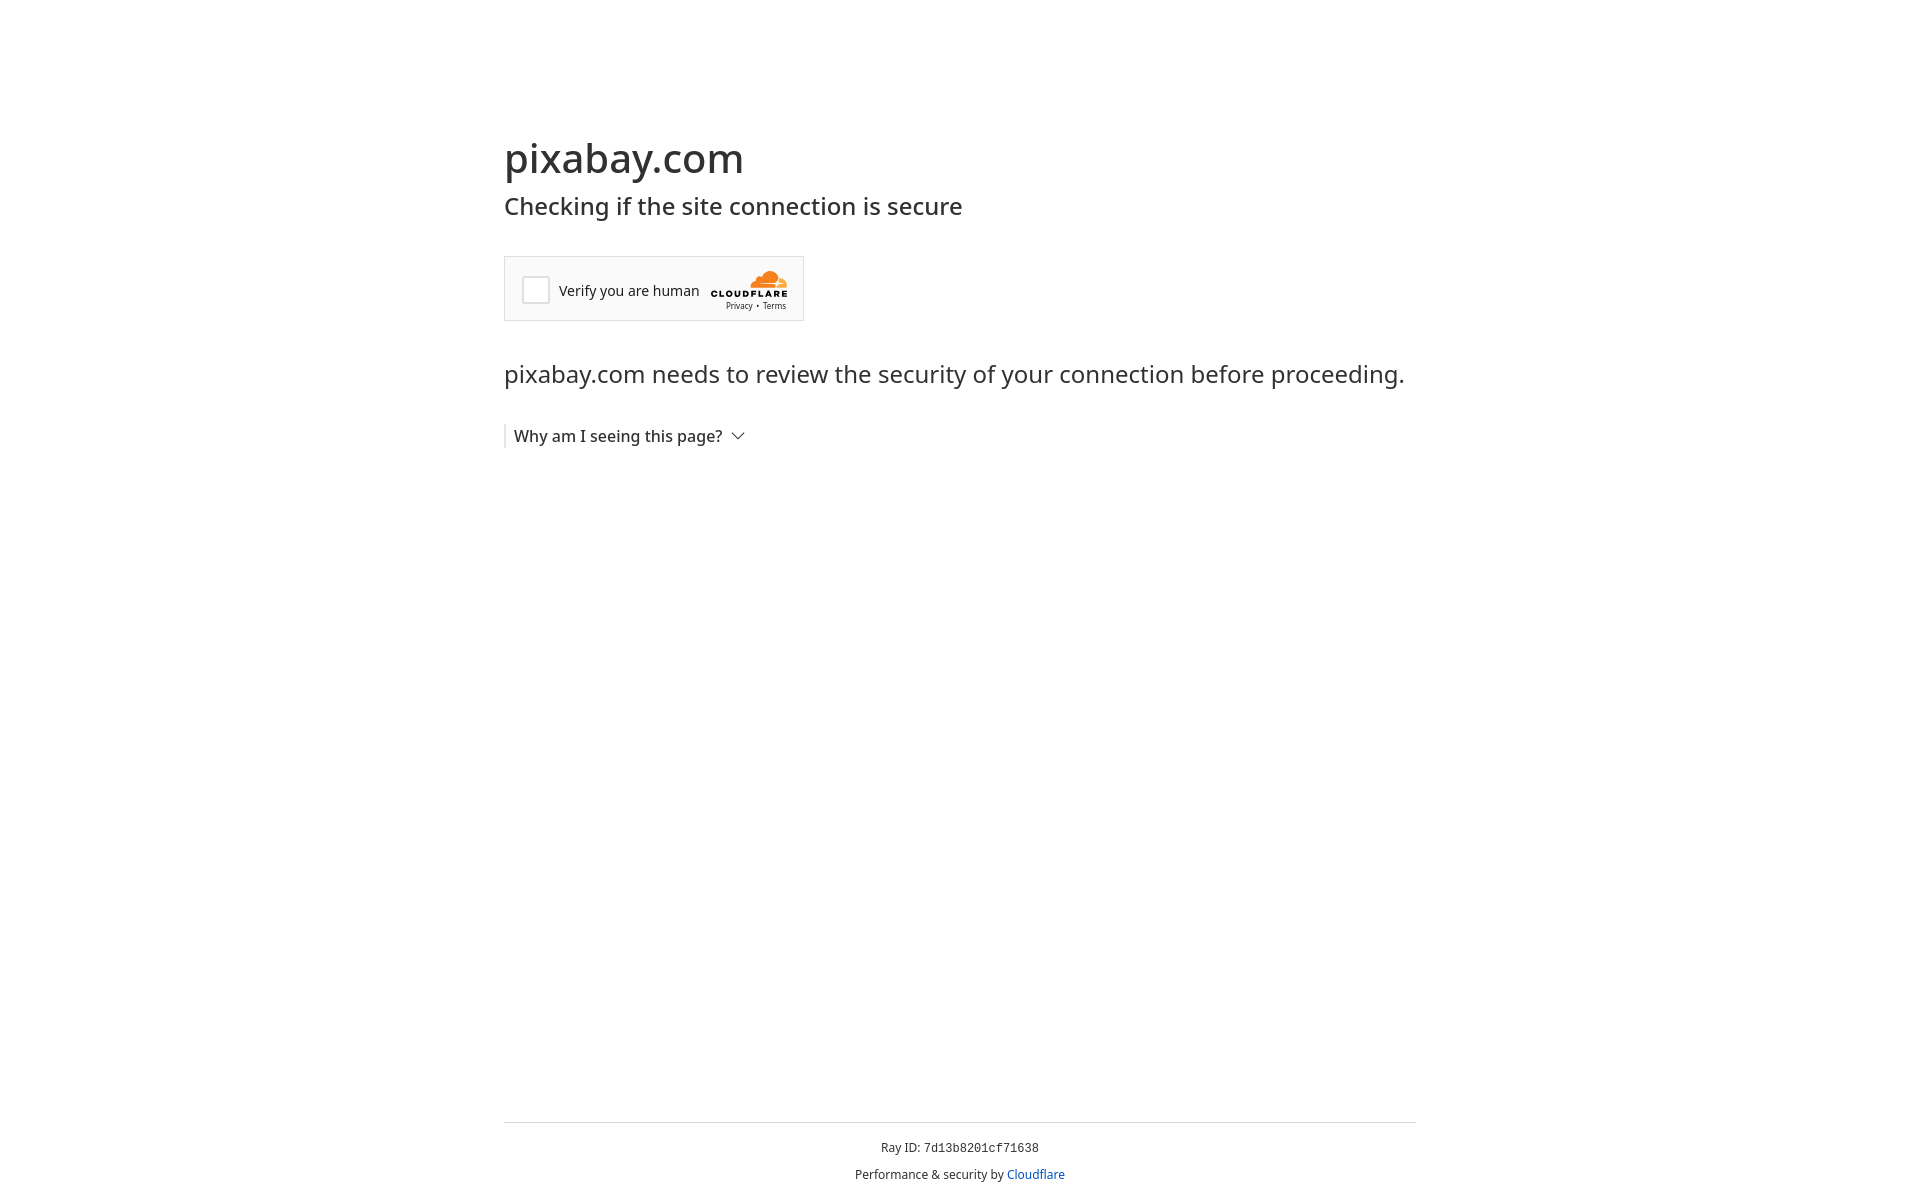 pixabay.com
Checking if the site connection is secure
Verify you are human
CLOUDFLARE
Privacy • Terms
pixabay.com needs to review the security of your connection before proceeding.
Why am I seeing this page?
Ray ID: 7d13b8201cf71638
Performance & security by Cloudflare